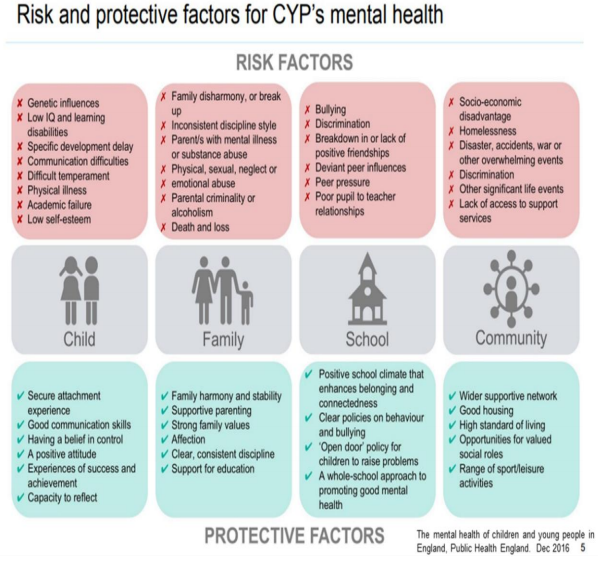 Risk and protective factors for CYP's mental health
RISK FACTORS
✗ Genetic influences
✗ Low IQ and learning
disabilities
✗ Specific development delay
✗ Communication difficulties
✗ Difficult temperament
✗ Physical illness
✗ Academic failure
✗ Low self-esteem
✗ Family disharmony, or break
up
✗ Inconsistent discipline style
✗ Parent/s with mental illness
or substance abuse
✗ Physical, sexual, neglect or
✗ emotional abuse
✗ Parental criminality or
alcoholism
✗ Death and loss
✗ Bullying
✗ Discrimination
✗ Breakdown in or lack of
positive friendships
✗ Deviant peer influences
✗ Peer pressure
✗ Poor pupil to teacher
relationships
✗ Socio-economic
disadvantage
✗ Homelessness
✗ Disaster, accidents, war or
other overwhelming events
✗ Discrimination
✗ Other significant life events
✗ Lack of access to support
services
Child
Family
School
Community
✓ Secure attachment
experience
✓ Good communication skills
✓ Having a belief in control
✓ A positive attitude
✓ Experiences of success and
achievement
✓ Capacity to reflect
✓ Family harmony and stability
✓ Supportive parenting
✓ Strong family values
✓ Affection
✓ Clear, consistent discipline
✓ Support for education
✓ Positive school climate that
enhances belonging and
connectedness
✓ Clear policies on behaviour
and bullying
✓ 'Open door' policy for
children to raise problems
✓ A whole-school approach to
promoting good mental
health
✓ Wider supportive network
✓ Good housing
✓ High standard of living
✓ Opportunities for valued
social roles
✓ Range of sport/leisure
activities
PROTECTIVE FACTORS
The mental health of children and young people in
England, Public Health England. Dec 2016 5